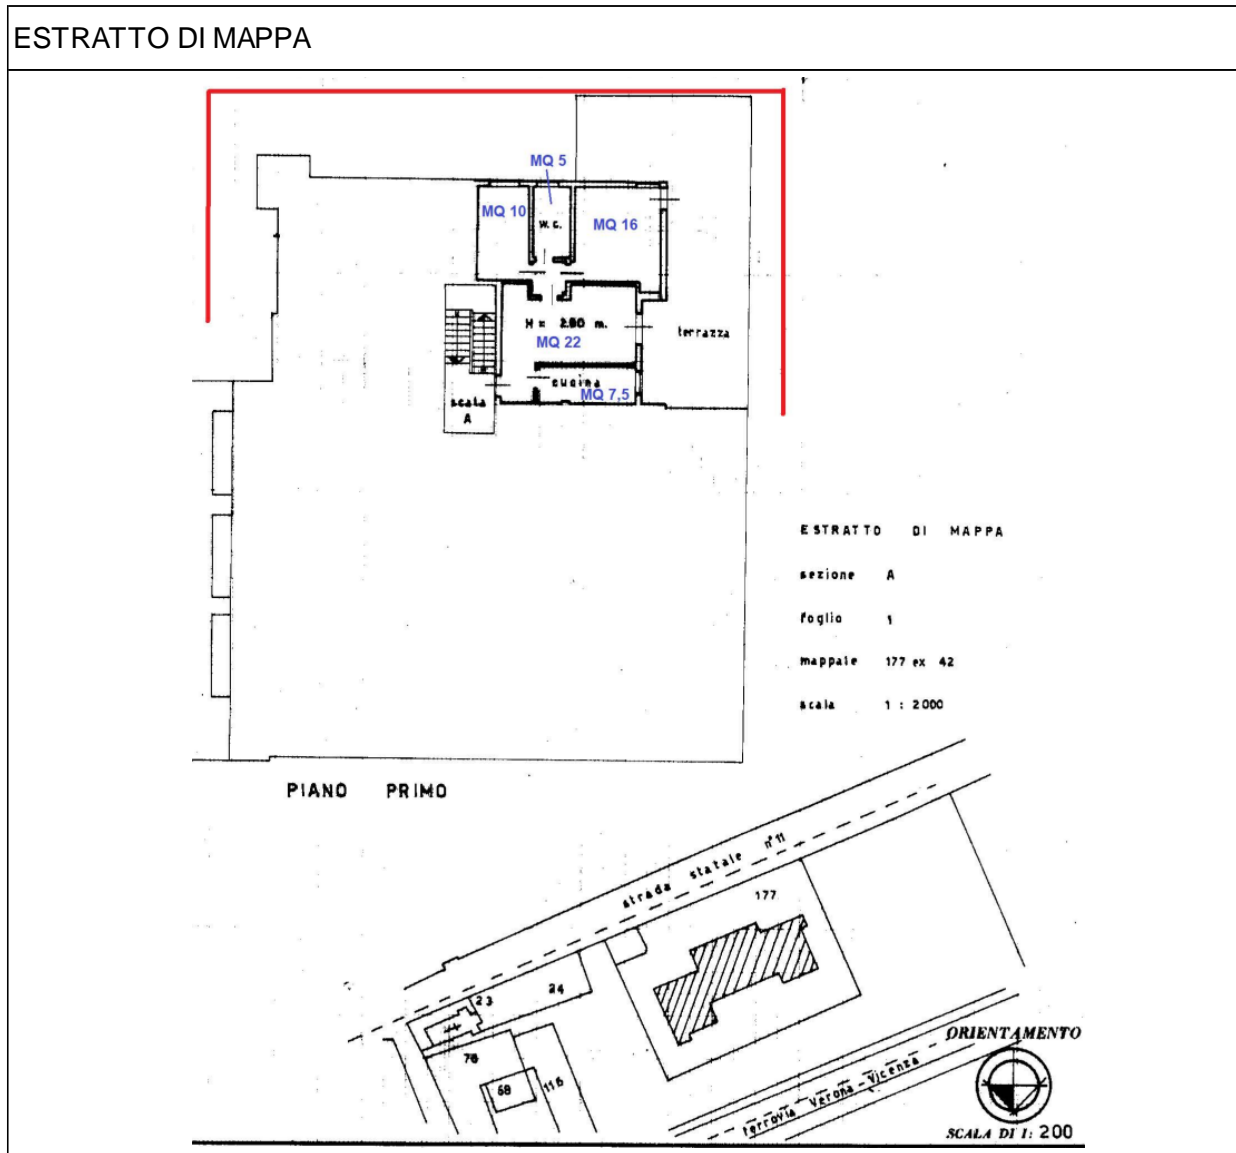 ESTRATTO DI MAPPA
MQ 5
MQ 10
w.c.
MQ 16
H = 2.80 m.
MQ 22
terrazza
cucina
MQ 7,5
scala
A
ESTRATTO DI MAPPA
sezione A
foglio 1
mappale 177 ex 42
scala 1 : 2000
PIANO PRIMO
strada statale n° 11
177
24
23
76
68
116
ferrovia Verona - Vicenza
ORIENTAMENTO
SCALA DI 1: 200